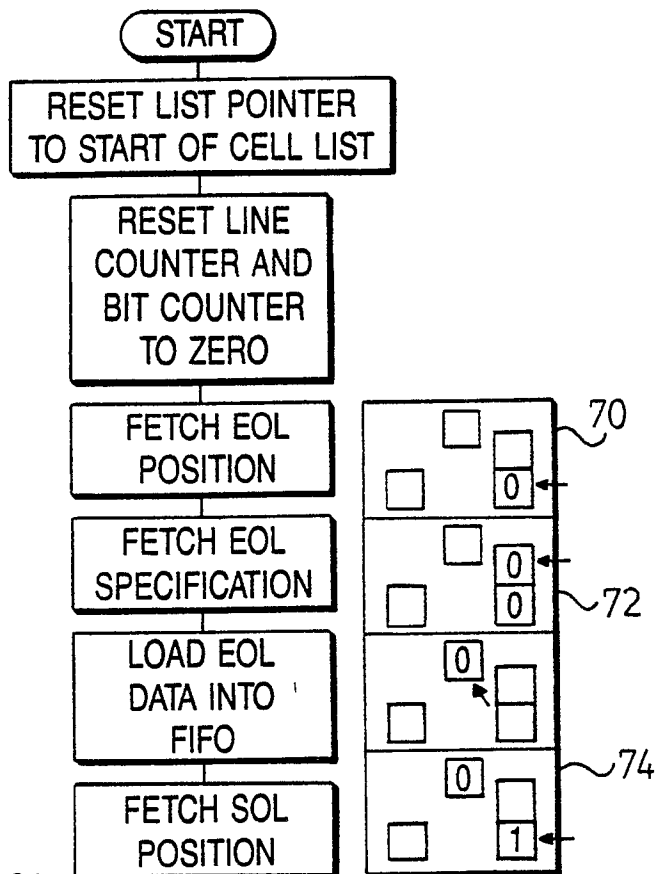 START
RESET LIST POINTER
TO START OF CELL LIST
RESET LINE
COUNTER AND
BIT COUNTER
TO ZERO
FETCH EOL
POSITION
70
0
FETCH EOL
SPECIFICATION
0
0
72
LOAD EOL
DATA INTO
FIFO
0
FETCH SOL
POSITION
74
0
1